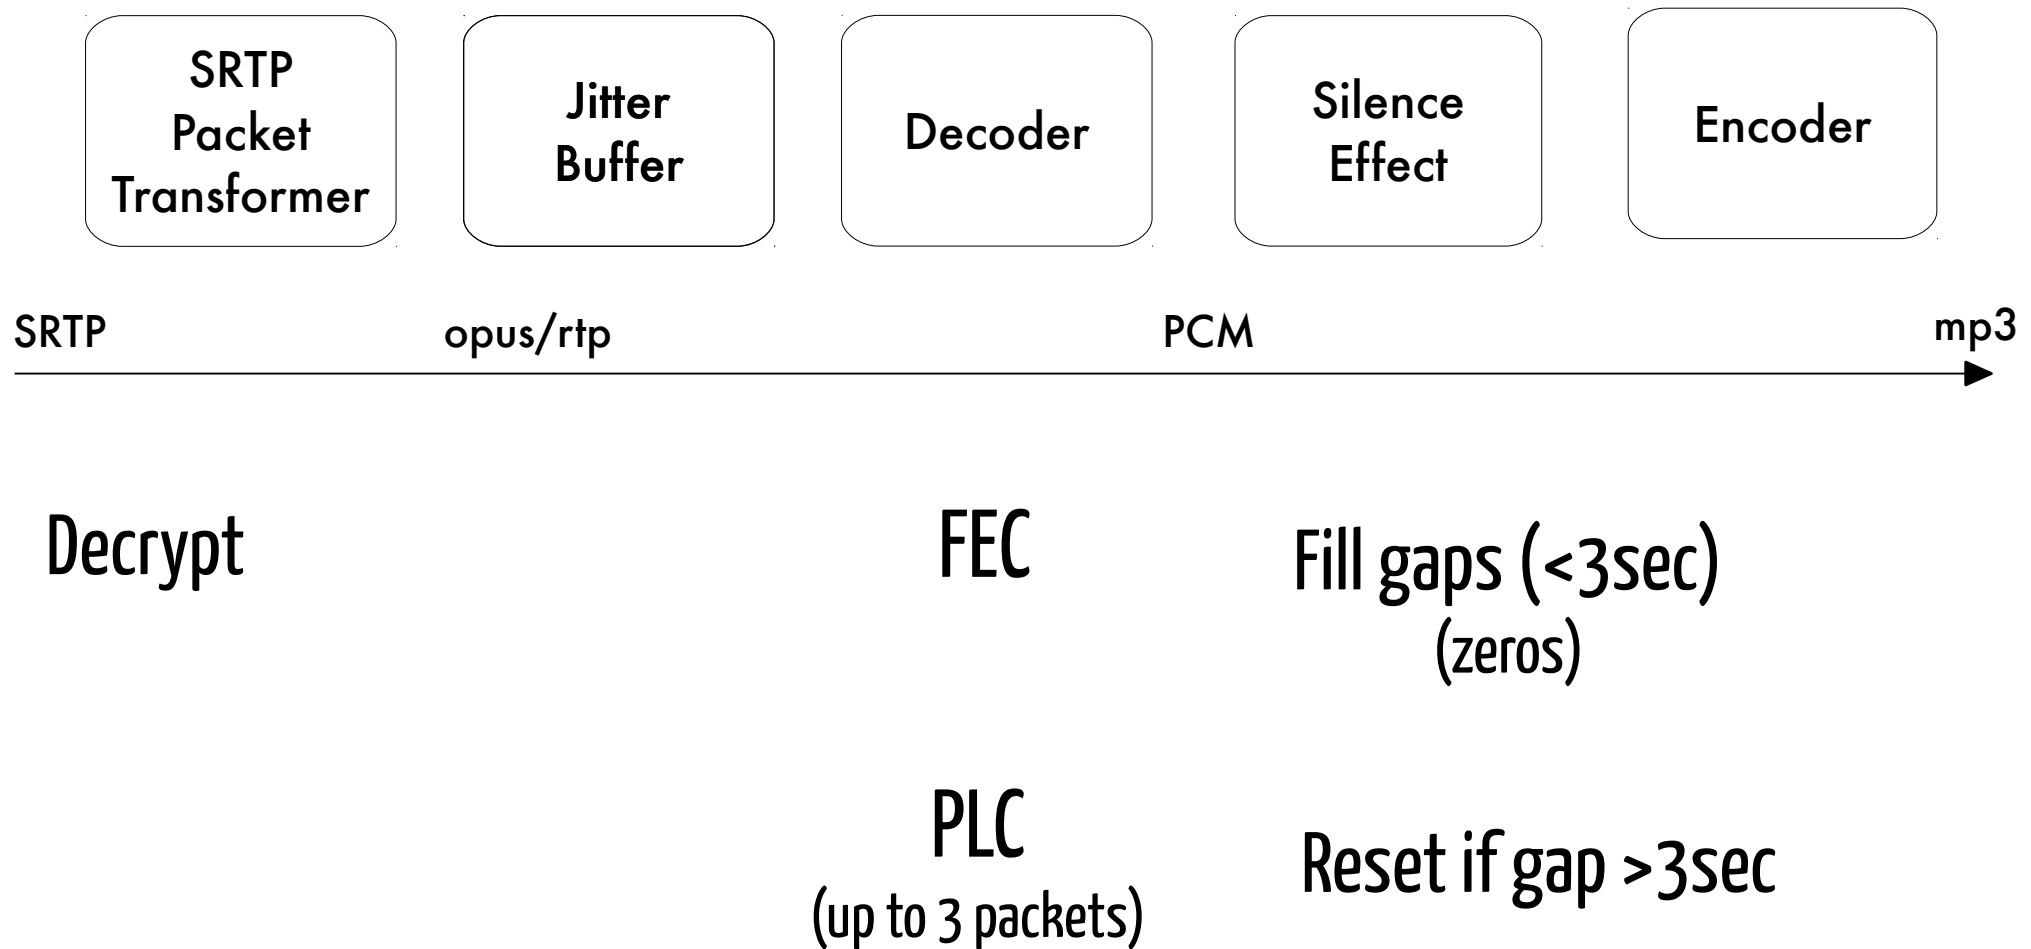 SRTP
Packet
Transformer
Jitter
Buffer
Decoder
Silence
Effect
Encoder
SRTP
opus/rtp
PCM
mp3
Decrypt
FEC
Fill gaps (<3sec)
(zeros)
PLC
(up to 3 packets)
Reset if gap >3sec